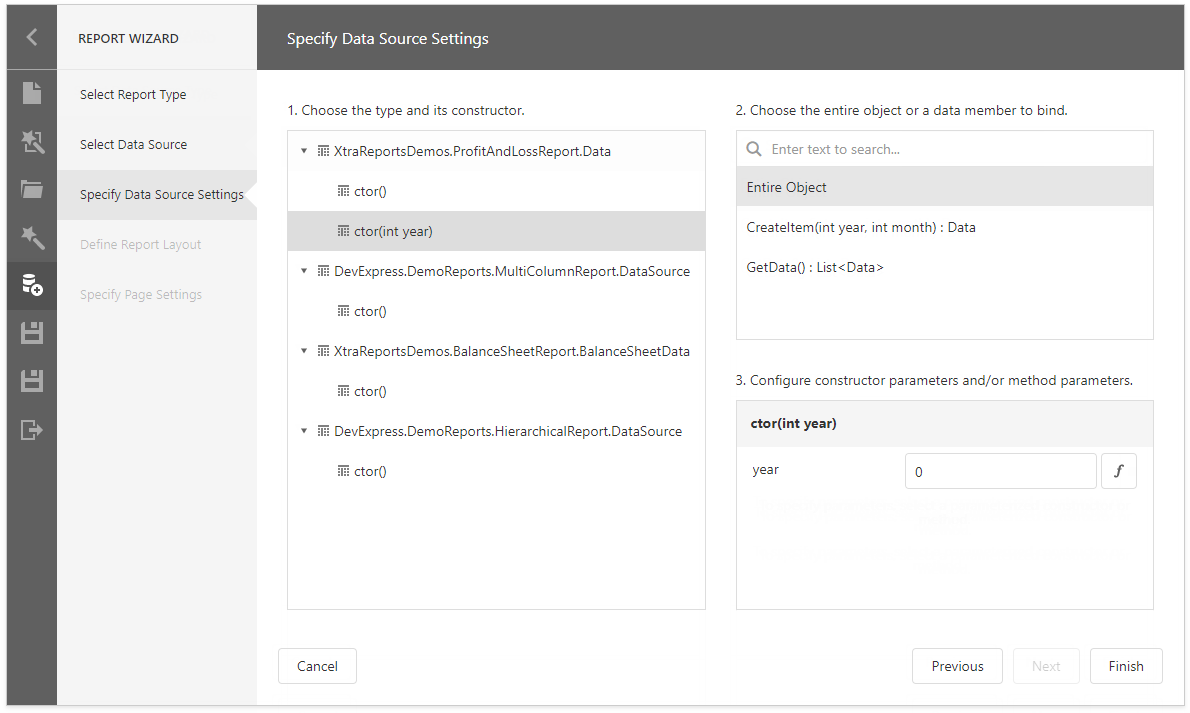 REPORT WIZARD
Select Report Type
Select Data Source
Specify Data Source Settings
Define Report Layout
Specify Page Settings
Specify Data Source Settings
1. Choose the type and its constructor.
XtraReportsDemos.ProfitAndLossReport.Data
ctor()
ctor(int year)
DevExpress.DemoReports.MultiColumnReport.DataSource
ctor()
XtraReportsDemos.BalanceSheetReport.BalanceSheetData
ctor()
DevExpress.DemoReports.HierarchicalReport.DataSource
ctor()
2. Choose the entire object or a data member to bind.
Enter text to search...
Entire Object
CreateItem(int year, int month) : Data
GetData() : List<Data>
3. Configure constructor parameters and/or method parameters.
ctor(int year)
year 0 f
Cancel Previous Next Finish